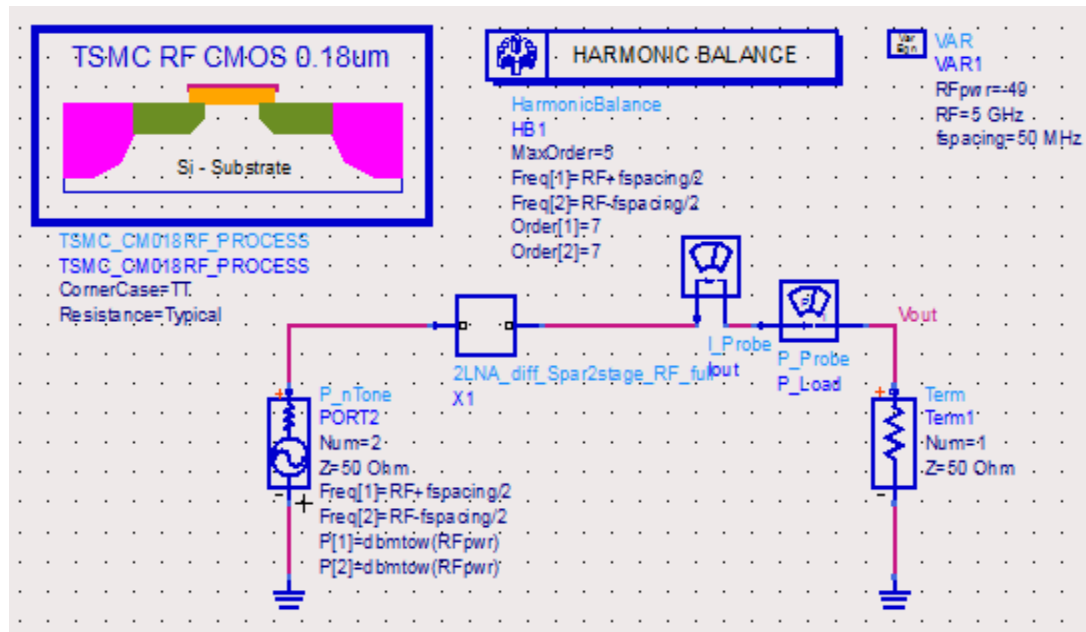 TSMC RF CMOS 0.18um
Si - Substrate
TSMC_CM018RF_PROCESS
TSMC_CM018RF_PROCESS
CornerCase=TT
Resistance=Typical
HARMONIC BALANCE
HarmonicBalance
HB1
MaxOrder=8
Freq[1]=RF+fspacing/2
Freq[2]=RF-fspacing/2
Order[1]=7
Order[2]=7
Var
Eqn
VAR
VAR1
RFpwr=-49
RF=5 GHz
fspacing=50 MHz
2LNA_diff_Spar2stage_RF_full
X1
I_Probe
Iout
P_Probe
P_Load
Vout
P_nTone
PORT2
Num=2
Z=50 Ohm
Freq[1]=RF+fspacing/2
Freq[2]=RF-fspacing/2
P[1]=dbmtow(RFpwr)
P[2]=dbmtow(RFpwr)
Term
Term1
Num=1
Z=50 Ohm